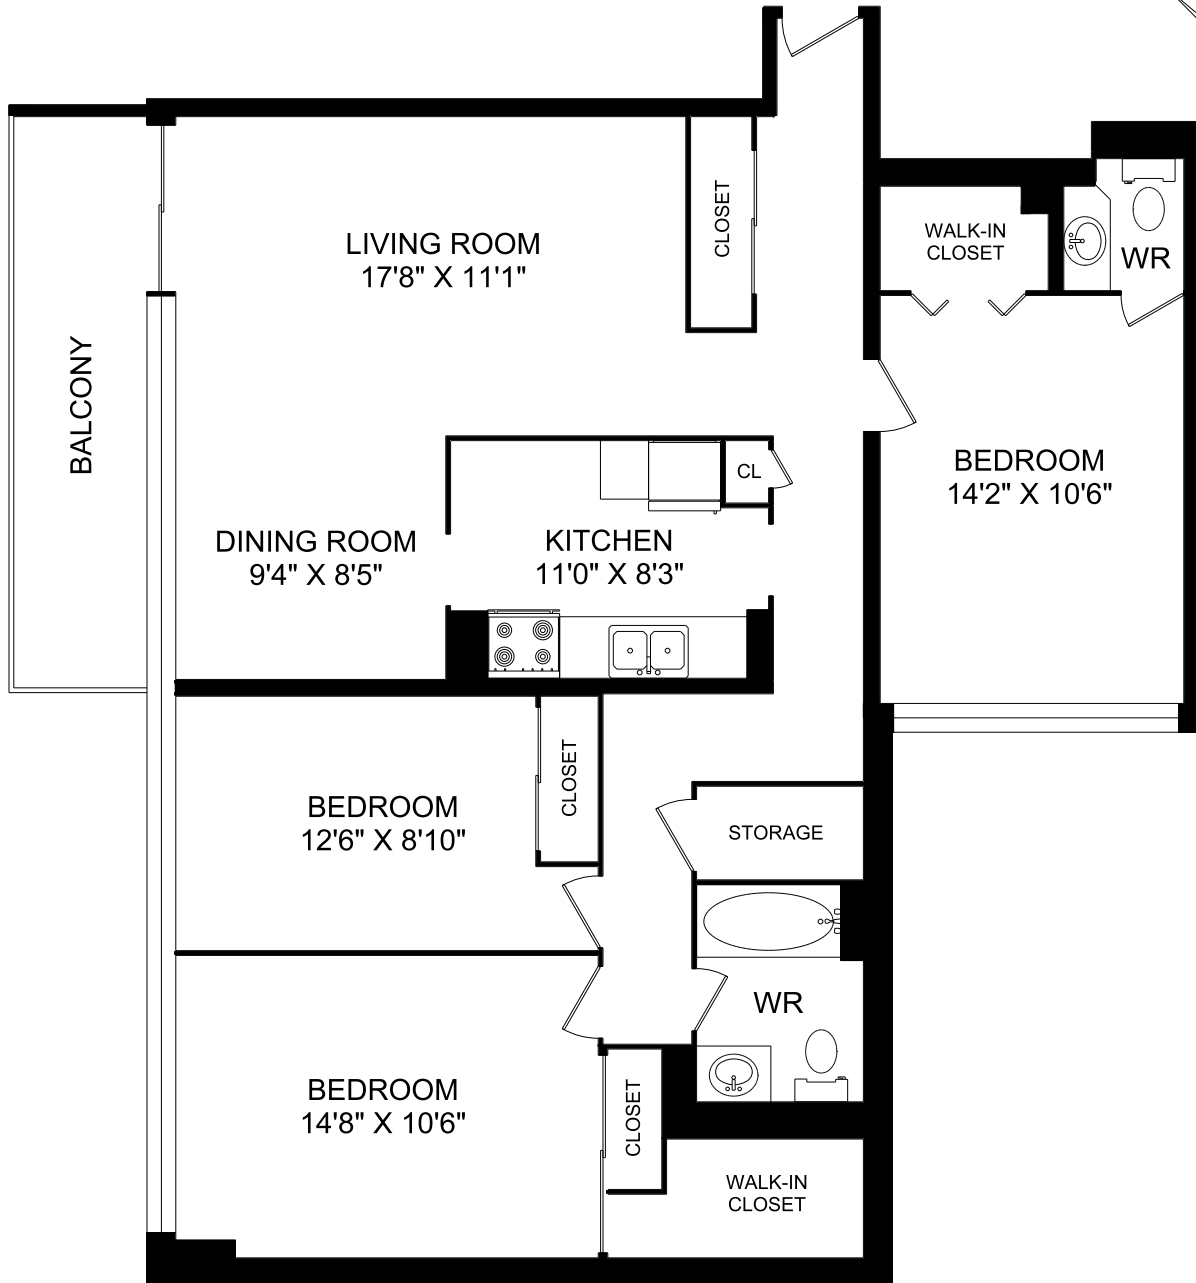 LIVING ROOM
17'8" X 11'1"
CLOSET
WALK-IN
CLOSET
WR
BALCONY
BEDROOM
14'2" X 10'6"
CL
DINING ROOM
9'4" X 8'5"
KITCHEN
11'0" X 8'3"
BEDROOM
12'6" X 8'10"
CLOSET
STORAGE
WR
BEDROOM
14'8" X 10'6"
CLOSET
WALK-IN
CLOSET